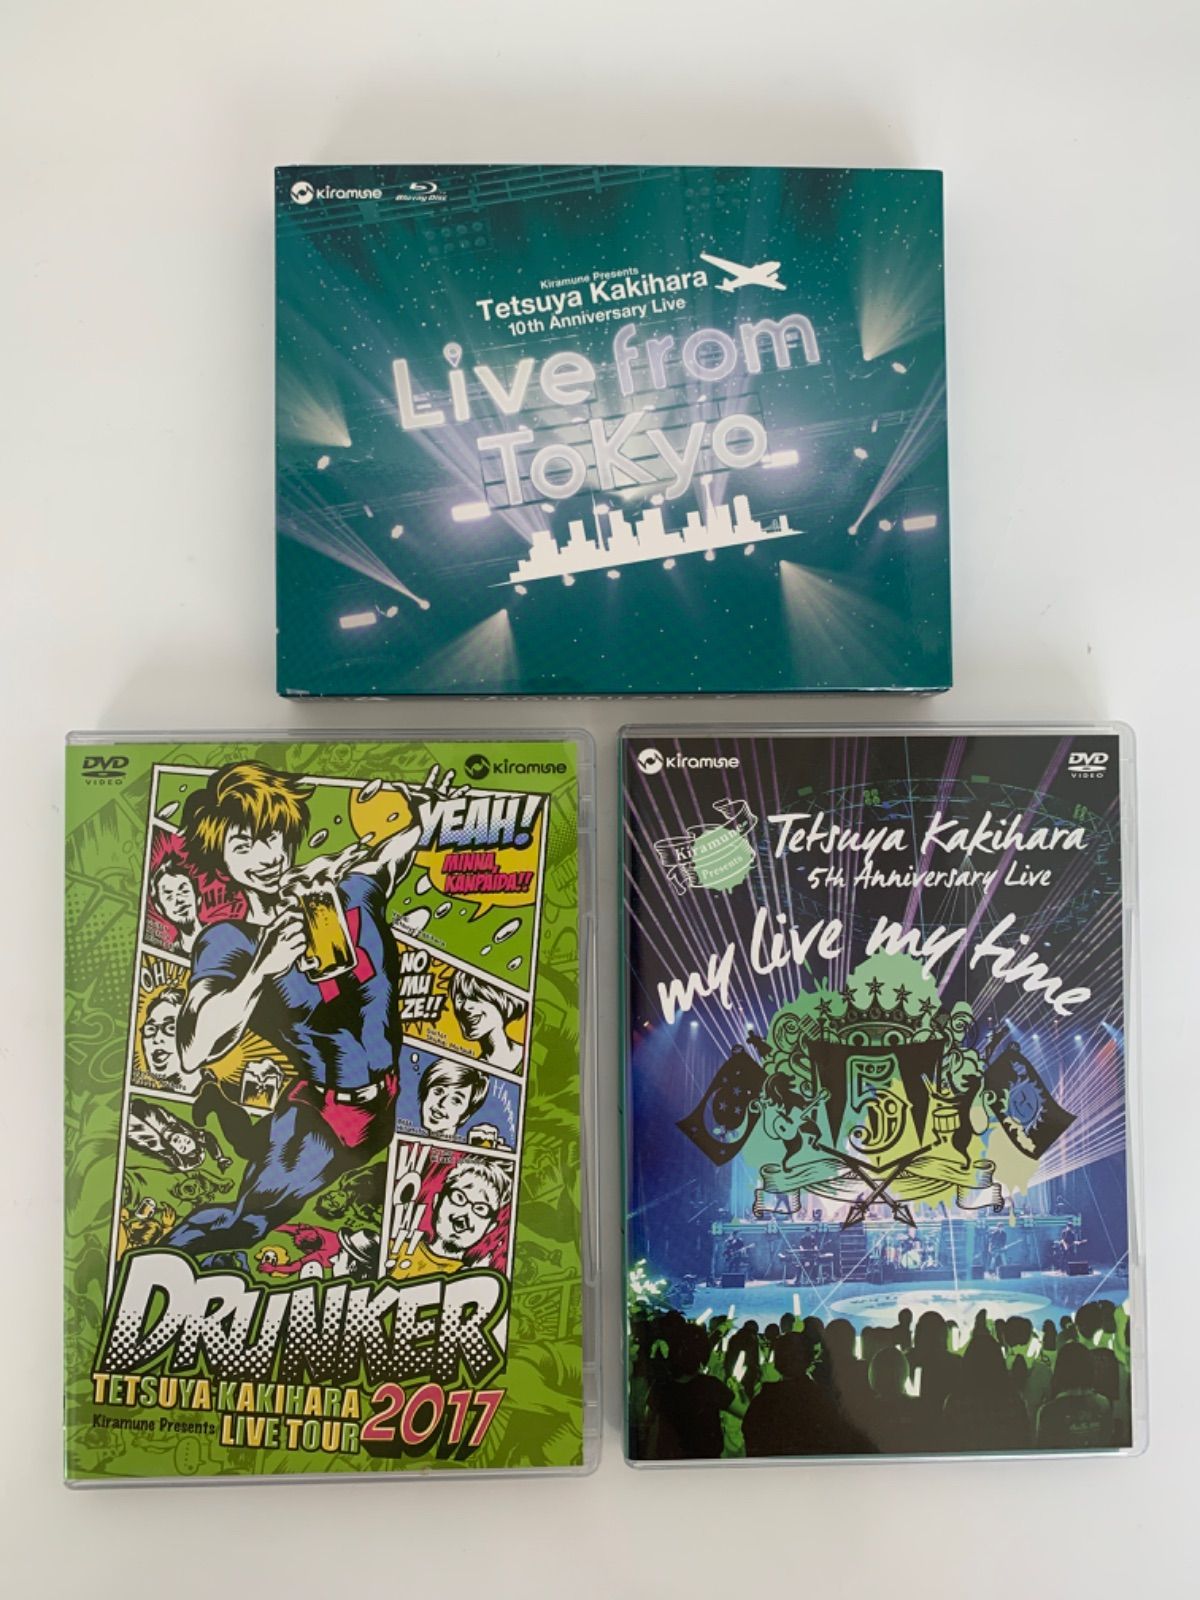 Kiramune
Blu-ray Disc
Kiramune Presents
Tetsuya Kakihara
10th Anniversary Live
Live from
ToKyo
DVD
VIDEO
Kiramune
YEAH!
MINNA,
KANPAIDA!!
OH!!!
NO
MU
ZE!!
WOH!
DRUNKER
TETSUYA KAKIHARA
2017
Kiramune Presents
LIVE TOUR
Kiramune
DVD
VIDEO
Kiramune
Presents
Tetsuya Kakihara
5th Anniversary Live
my live my time
5th